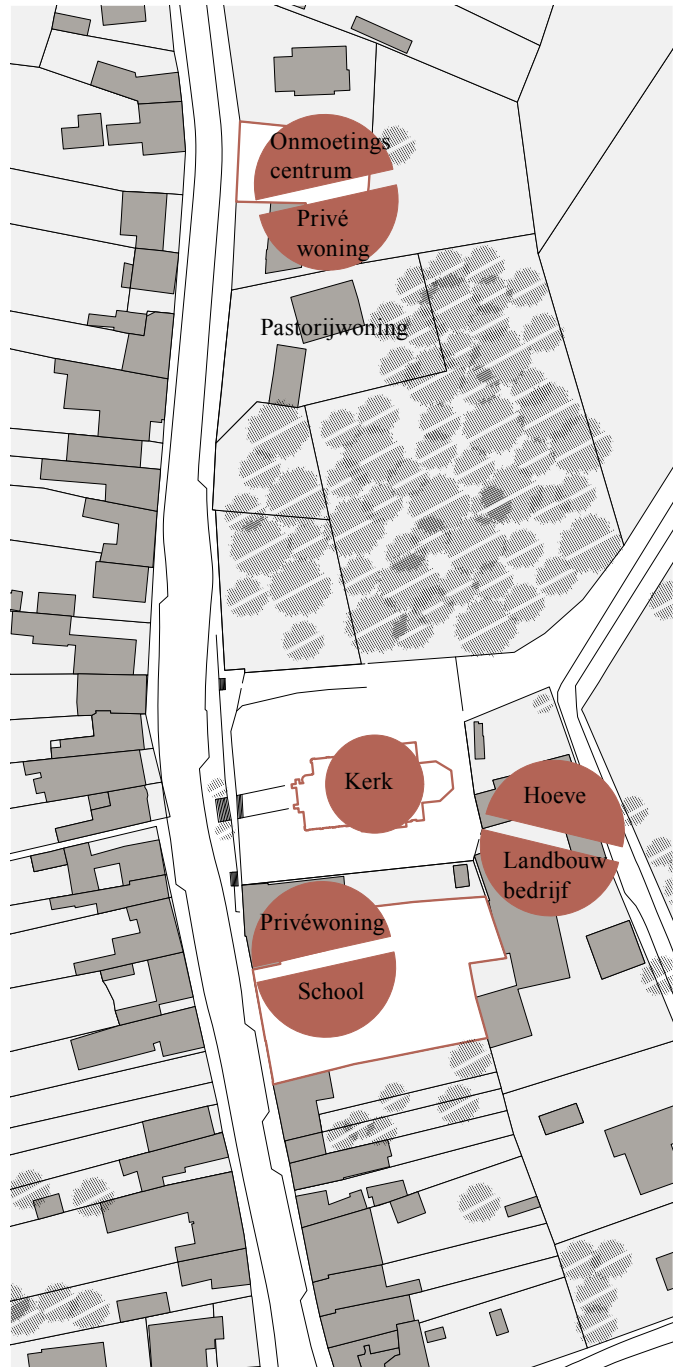 Onmoetings
centrum
Privé
woning
Pastorijwoning
Kerk
Hoeve
Landbouw
bedrijf
Privéwoning
School